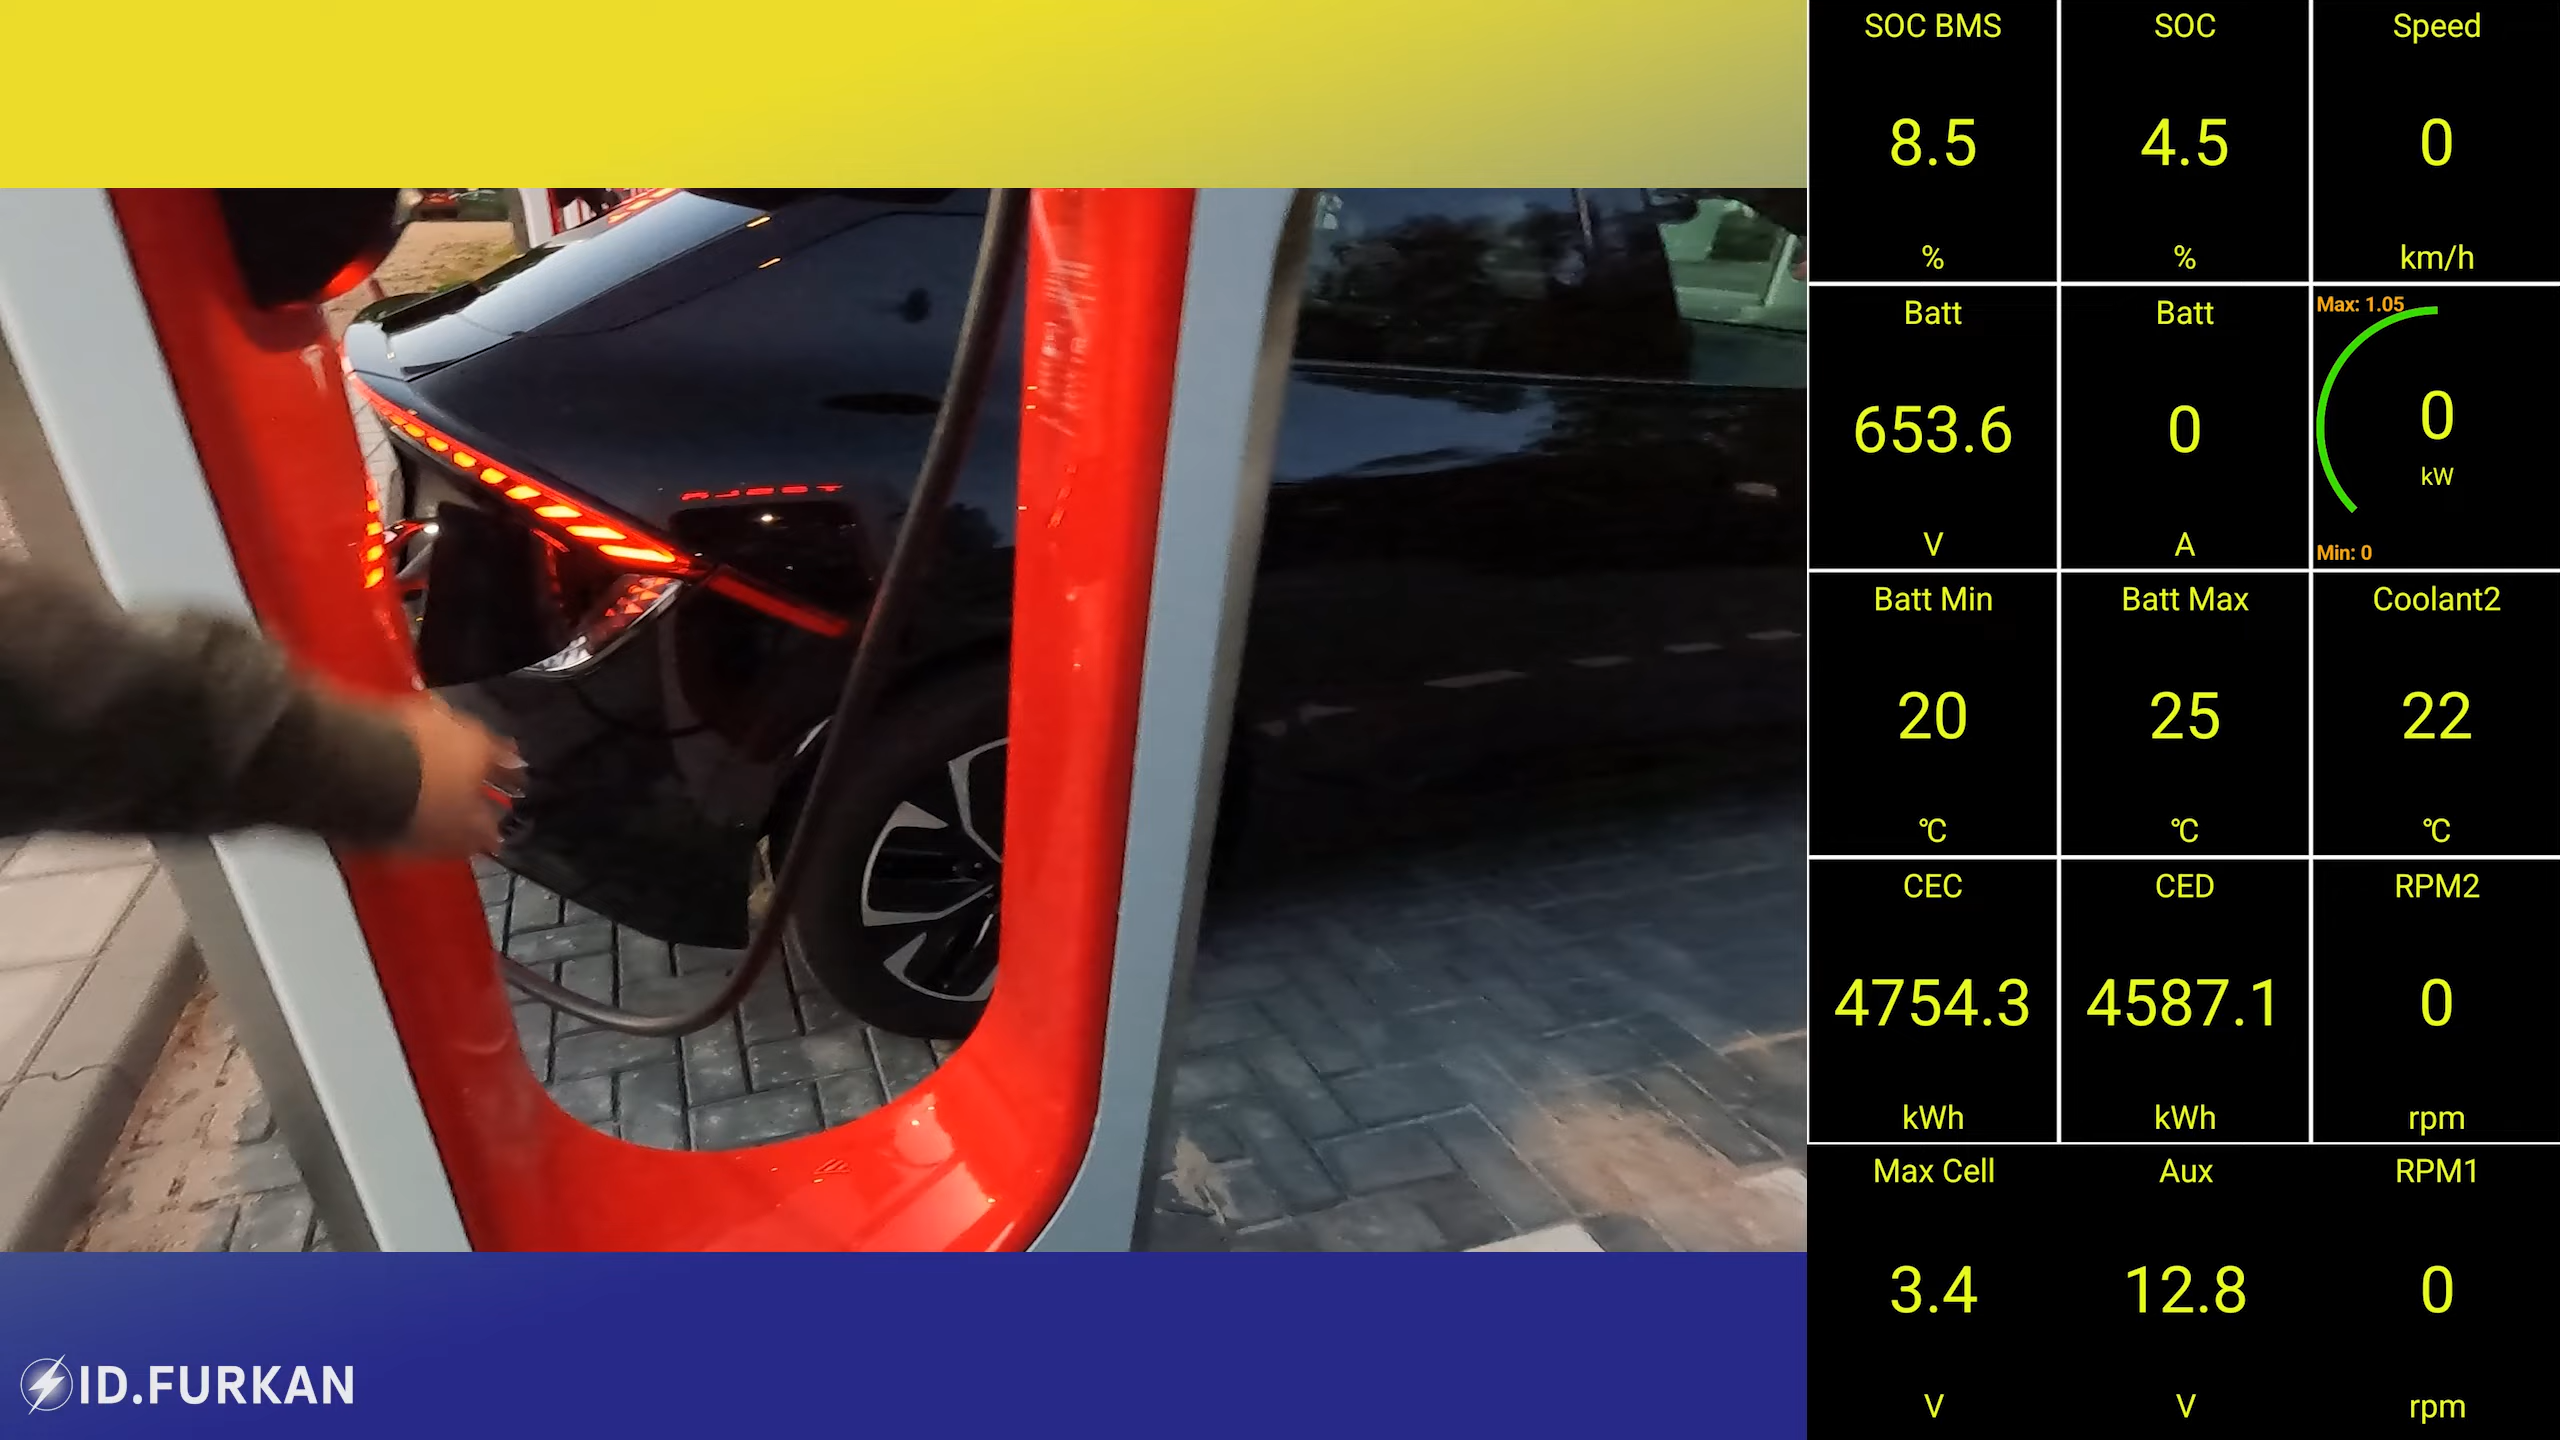 SOC BMS
8.5
%
SOC
4.5
%
Speed
0
km/h
Batt
653.6
V
Batt
0
A
Max: 1.05
0
kW
Min: 0
Batt Min
20
℃
Batt Max
25
℃
Coolant2
22
℃
CEC
4754.3
kWh
CED
4587.1
kWh
RPM2
0
rpm
Max Cell
3.4
V
Aux
12.8
V
RPM1
0
rpm
TESLA
ID.FURKAN